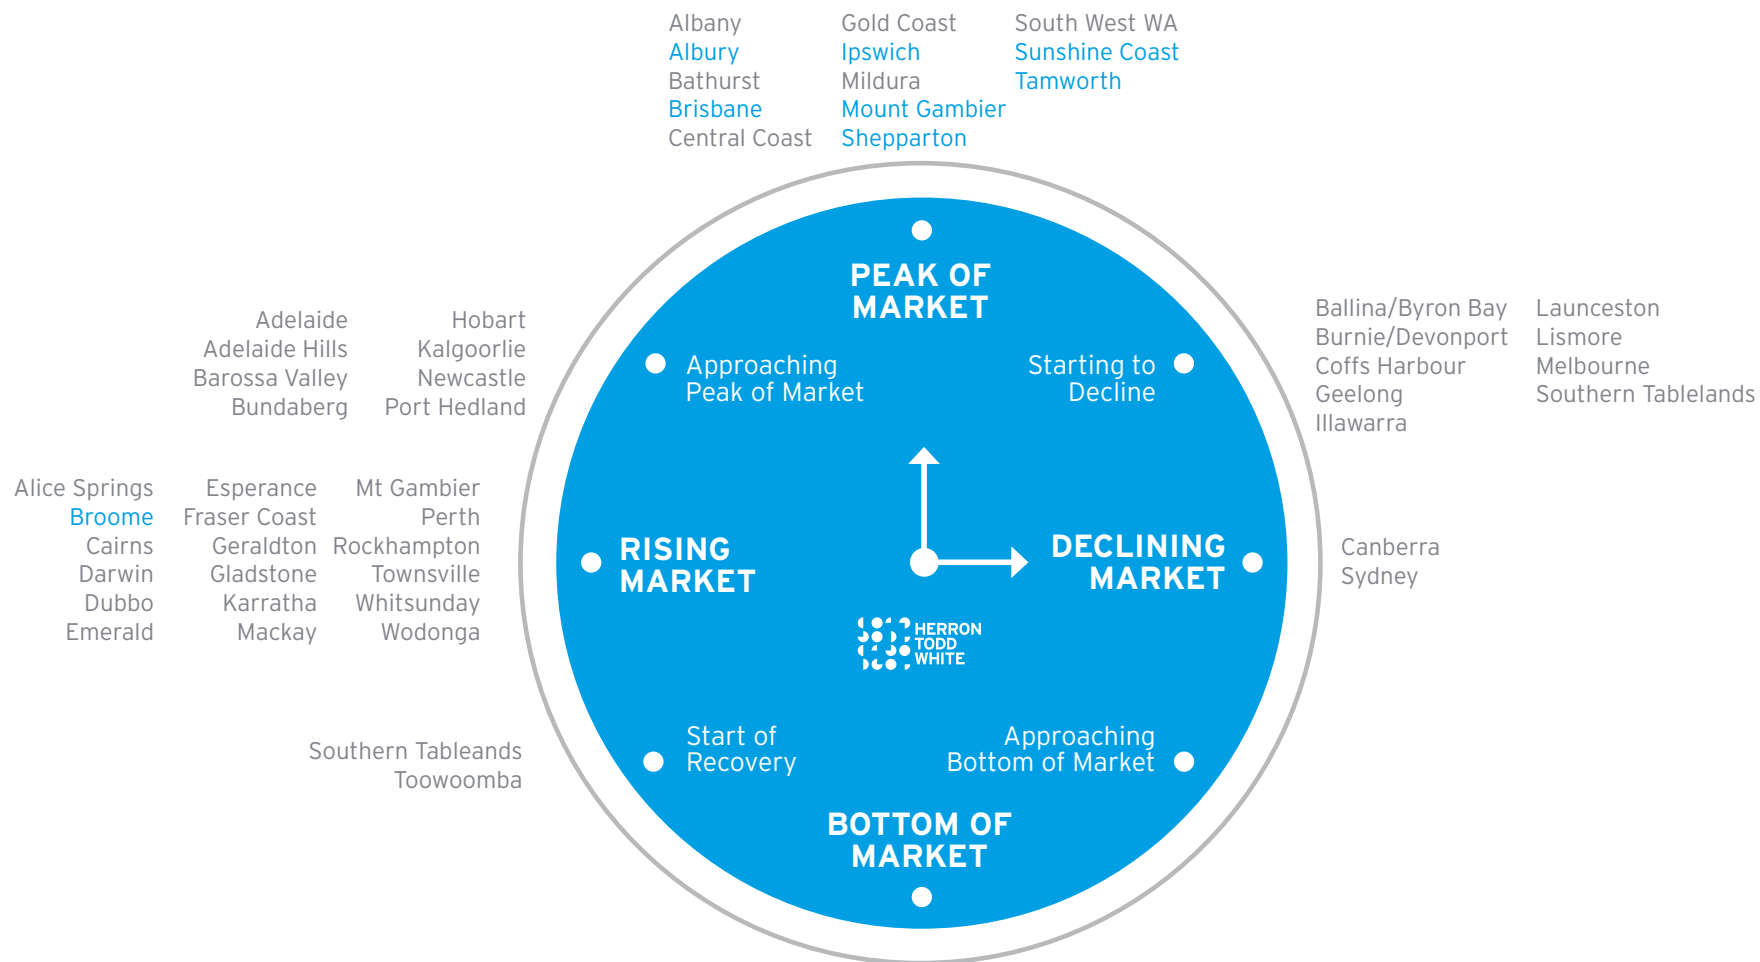 Albany
Albury
Bathurst
Brisbane
Central Coast
Gold Coast
Ipswich
Mildura
Mount Gambier
Shepparton
South West WA
Sunshine Coast
Tamworth
PEAK OF
MARKET
Adelaide
Adelaide Hills
Barossa Valley
Bundaberg
Hobart
Kalgoorlie
Newcastle
Port Hedland
Approaching
Peak of Market
Starting to
Decline
Ballina/Byron Bay
Burnie/Devonport
Coffs Harbour
Geelong
Illawarra
Launceston
Lismore
Melbourne
Southern Tablelands
Alice Springs
Broome
Cairns
Darwin
Dubbo
Emerald
Esperance
Fraser Coast
Geraldton
Gladstone
Karratha
Mackay
Mt Gambier
Perth
Rockhampton
Townsville
Whitsunday
Wodonga
RISING
MARKET
DECLINING
MARKET
Canberra
Sydney
HERRON
TODD
WHITE
Southern Tableands
Toowoomba
Start of
Recovery
Approaching
Bottom of Market
BOTTOM OF
MARKET